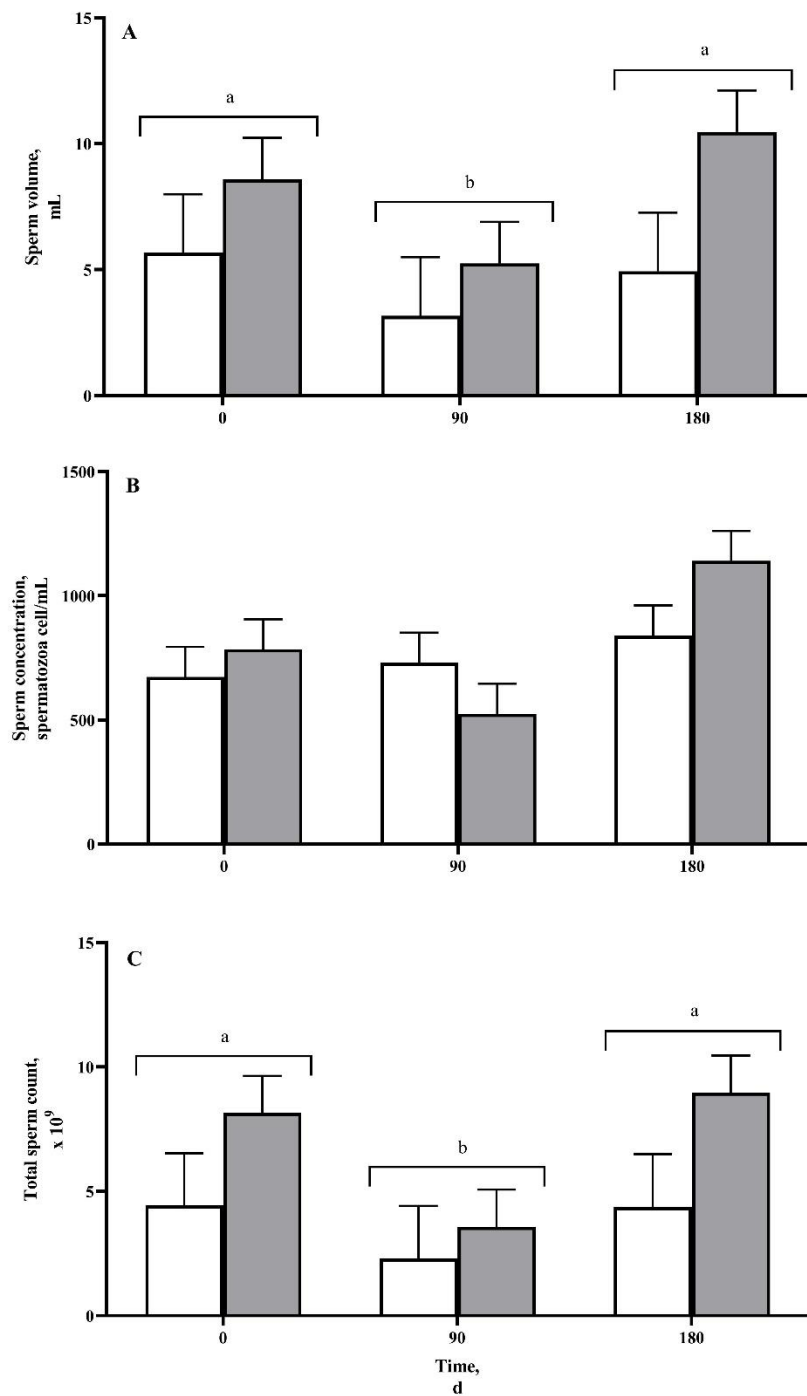 A
15
a
a
10
b
Sperm volume,
mL
5
0
0
90
180
1500
B
1000
Sperm concentration,
spermatozoa cell/mL
500
0
0
90
180
15
C
a
a
10
b
Total sperm count,
x 10⁹
5
0
0
90
180
Time,
d